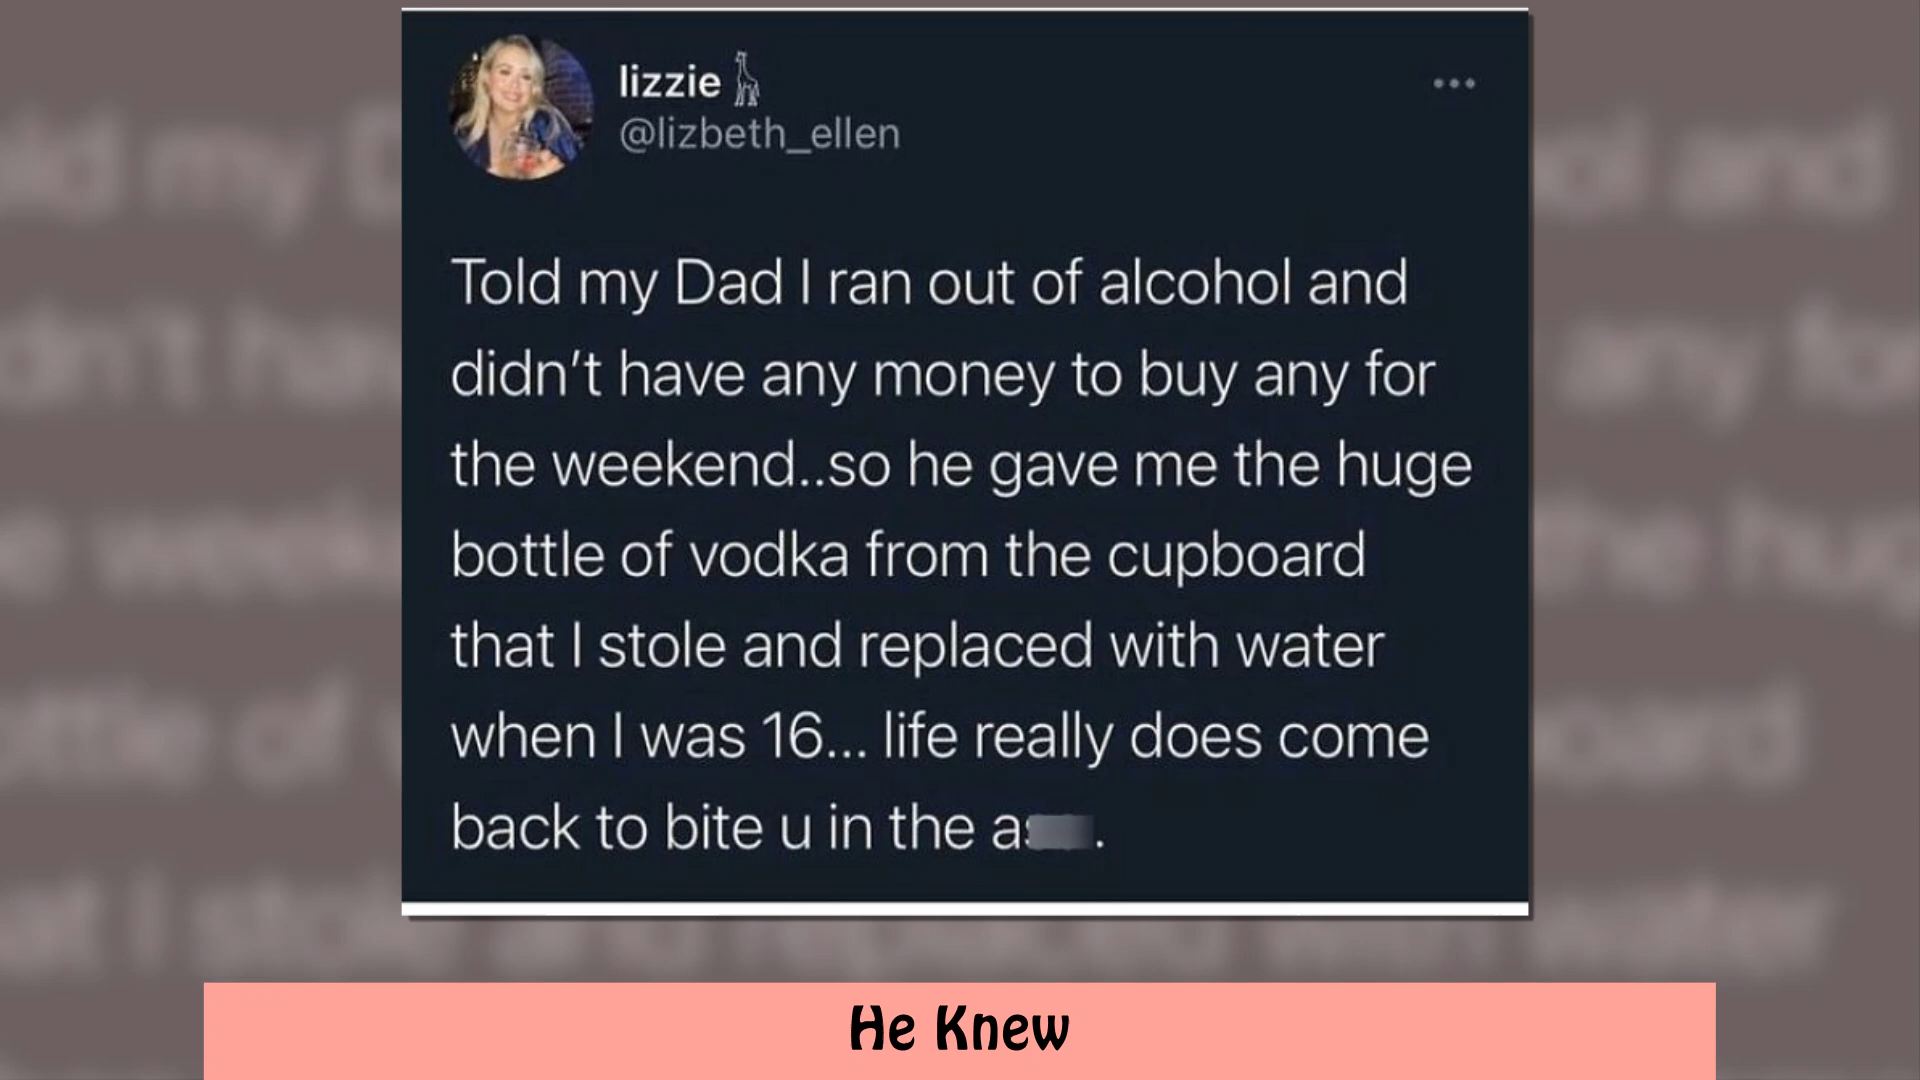 lizzie
@lizbeth_ellen
Told my Dad I ran out of alcohol and
didn't have any money to buy any for
the weekend..so he gave me the huge
bottle of vodka from the cupboard
that I stole and replaced with water
when I was 16... life really does come
back to bite u in the
He Knew